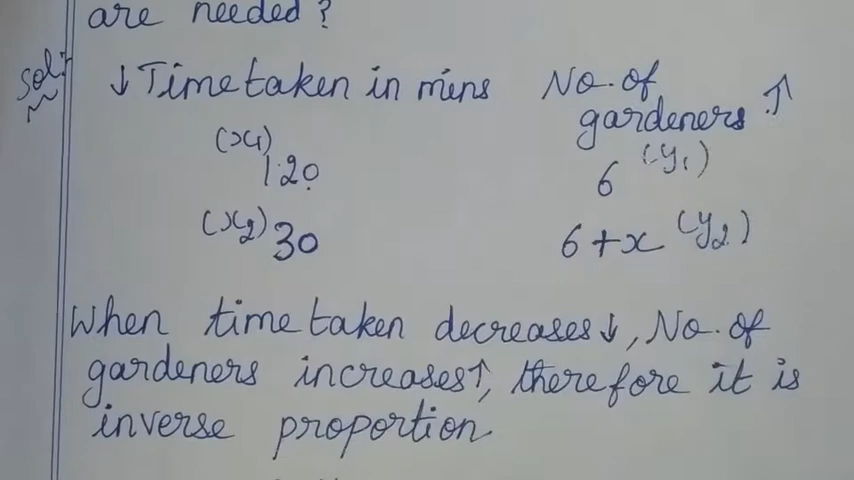 are needed?
Sol:-
↓ Time taken in mins No. of gardeners ↑
(x1) 120 6 (y1)
(x2) 30 6+x (y2)
When time taken decreases↓, No. of
gardeners increases↑, therefore it is
inverse proportion